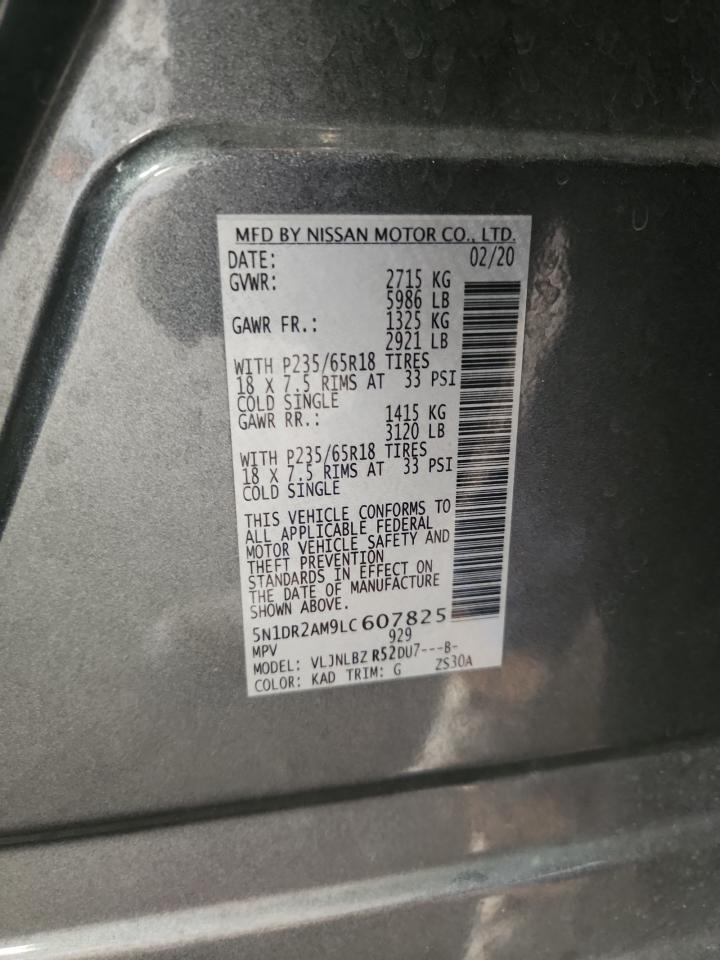 MFD BY NISSAN MOTOR CO., LTD.
DATE: 02/20
GVWR: 2715 KG
5986 LB
GAWR FR.: 1325 KG
2921 LB
WITH P235/65R18 TIRES
18 X 7.5 RIMS AT 33 PSI
COLD SINGLE
GAWR RR.: 1415 KG
3120 LB
WITH P235/65R18 TIRES
18 X 7.5 RIMS AT 33 PSI
COLD SINGLE
THIS VEHICLE CONFORMS TO
ALL APPLICABLE FEDERAL
MOTOR VEHICLE SAFETY AND
THEFT PREVENTION
STANDARDS IN EFFECT ON
THE DATE OF MANUFACTURE
SHOWN ABOVE.
5N1DR2AM9LC607825
MPV 929
MODEL: VLJNLBZ R52DU7---B-
COLOR: KAD TRIM: G ZS30A